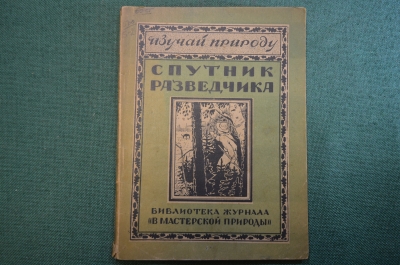 изучай природу
СПУТНИК
РАЗВЕДЧИКА
БИБЛИОТЕКА ЖУРНАЛА
«В МАСТЕРСКОЙ ПРИРОДЫ»